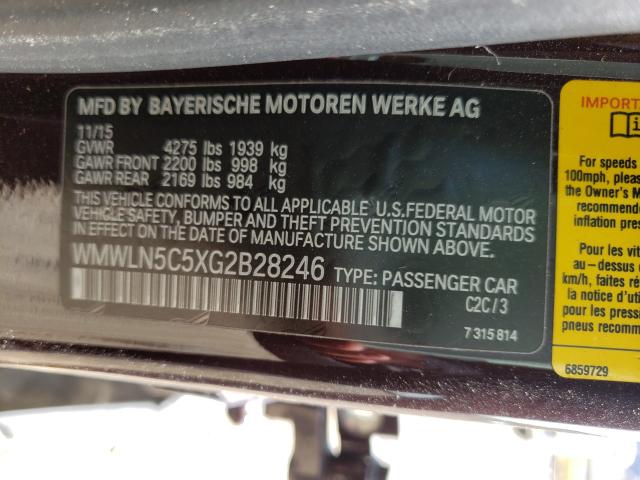 MFD BY BAYERISCHE MOTOREN WERKE AG
11/15
GVWR 4275 lbs 1939 kg
GAWR FRONT 2200 lbs 998 kg
GAWR REAR 2169 lbs 984 kg
THIS VEHICLE CONFORMS TO ALL APPLICABLE U.S.FEDERAL MOTOR
VEHICLE SAFETY, BUMPER AND THEFT PREVENTION STANDARDS
IN EFFECT ON THE DATE OF MANUFACTURE SHOWN ABOVE.
WMWLN5C5XG2B28246 TYPE: PASSENGER CAR
C2C/3
7 315 814
IMPORT
For speeds
100mph, please
the Owner's M
recommende
inflation pres
Pour les vit
au-dessus d
km/h, faites ré
la notice d'ut
pour les pressi
pneus recomm
6859729